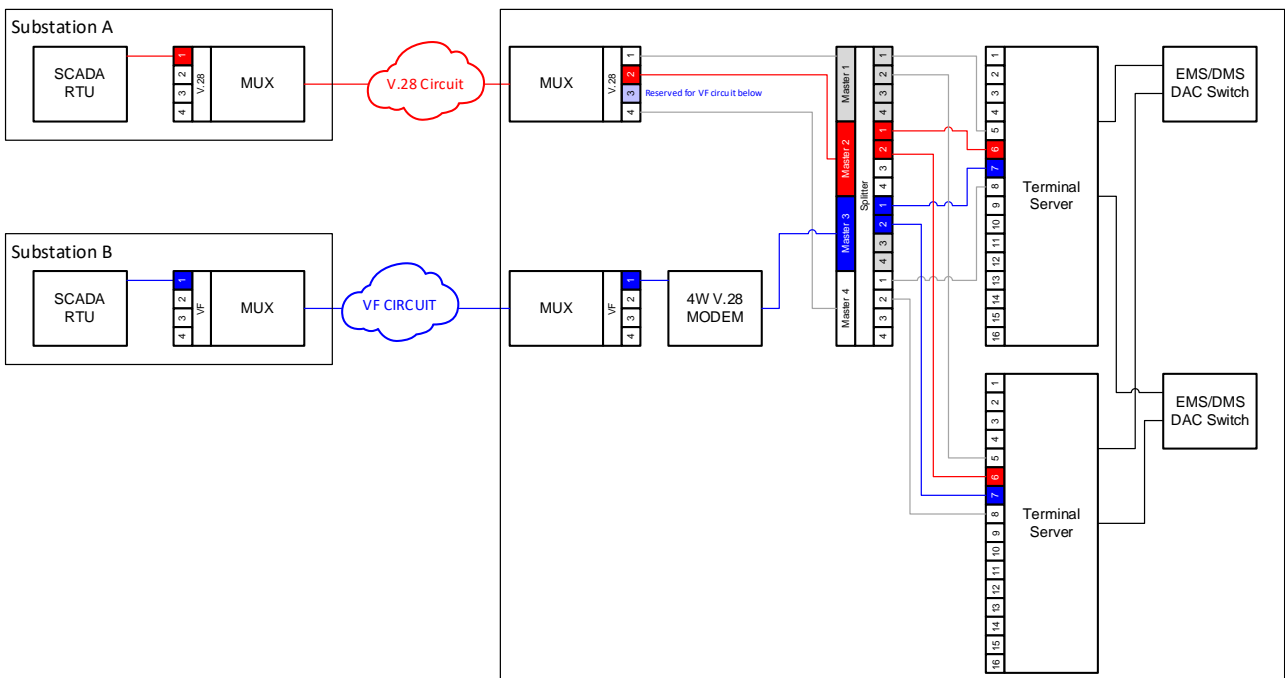 Substation A
SCADA
RTU
1
2
3
4
V.28
MUX
V.28 Circuit
MUX
V.28
1
2
3
4
Reserved for VF circuit below
Master 1
Master 2
Master 3
Master 4
Splitter
1
2
3
4
1
2
3
4
1
2
3
4
1
2
3
4
1
2
3
4
5
6
7
8
9
10
11
12
13
14
15
16
Terminal
Server
EMS/DMS
DAC Switch
Substation B
SCADA
RTU
1
2
3
4
VF
MUX
VF CIRCUIT
MUX
VF
1
2
3
4
4W V.28
MODEM
1
2
3
4
5
6
7
8
9
10
11
12
13
14
15
16
Terminal
Server
EMS/DMS
DAC Switch